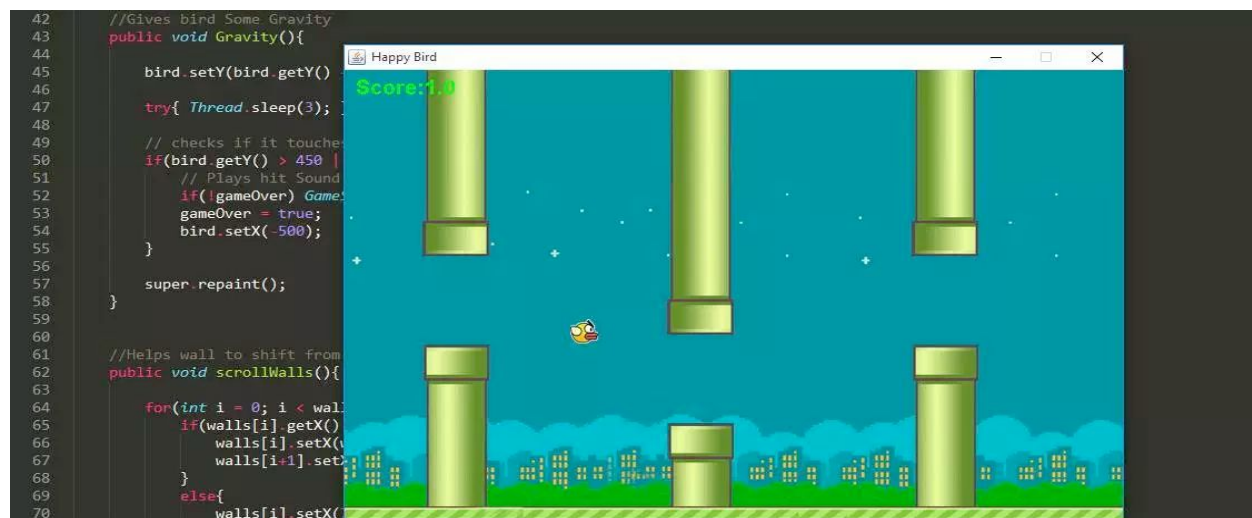 42 //Gives bird Some Gravity
43 public void Gravity(){
44
45 bird.setY(bird.getY()
46
47 try{ Thread.sleep(3);
48
49 // checks if it touche
50 if(bird.getY() > 450 |
51 // Plays hit Sound
52 if(!gameOver) Game
53 gameOver = true;
54 bird.setX(-500);
55 }
56
57 super.repaint();
58 }
59
60
61 //Helps wall to shift from
62 public void scrollWalls(){
63
64 for(int i = 0; i < wal
65 if(walls[i].getX()
66 walls[i].setX(
67 walls[i+1].set
68 }
69 else{
70 walls[i].setX(
Happy Bird
Score:1.0